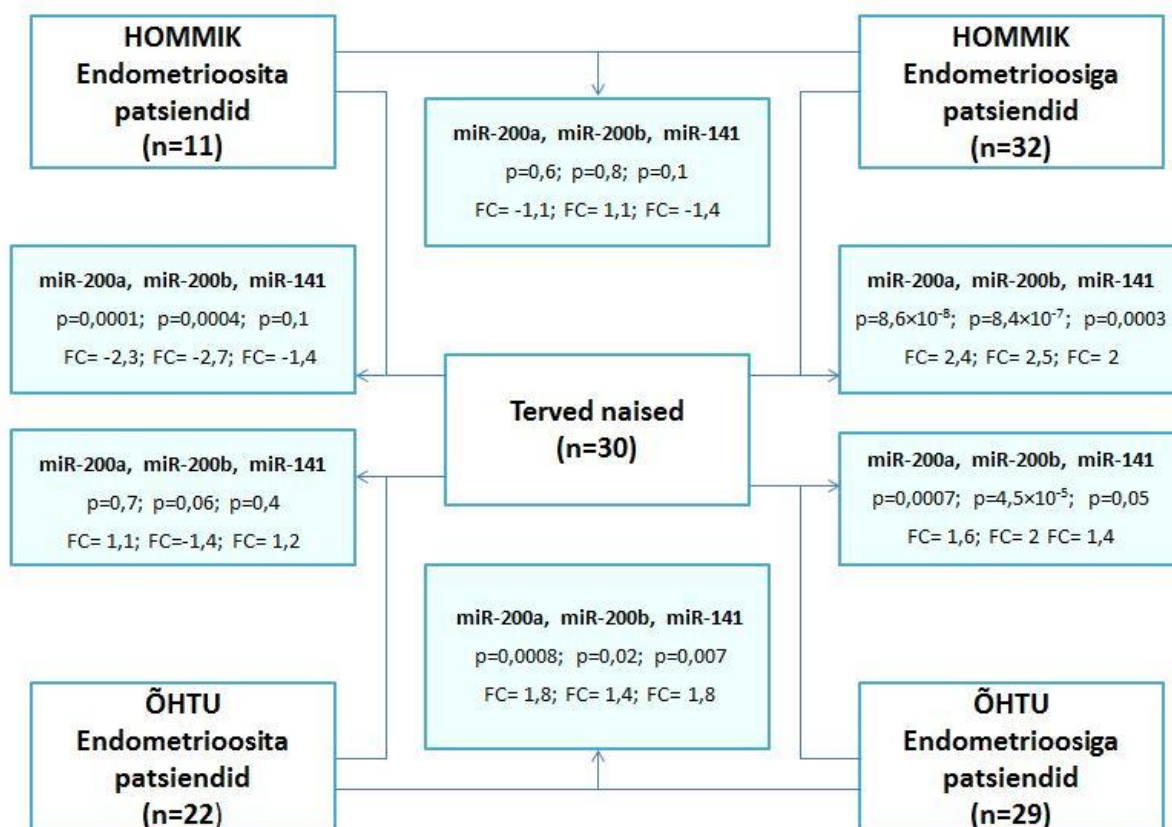 HOMMIK
Endometrioosita
patsiendid
(n=11)
HOMMIK
Endometrioosiga
patsiendid
(n=32)
miR-200a, miR-200b, miR-141
p=0,6; p=0,8; p=0,1
FC= -1,1; FC= 1,1; FC= -1,4
miR-200a, miR-200b, miR-141
p=0,0001; p=0,0004; p=0,1
FC= -2,3; FC= -2,7; FC= -1,4
miR-200a, miR-200b, miR-141
p=8,6×10⁻⁸; p=8,4×10⁻⁷; p=0,0003
FC= 2,4; FC= 2,5; FC= 2
Terved naised
(n=30)
miR-200a, miR-200b, miR-141
p=0,7; p=0,06; p=0,4
FC= 1,1; FC=-1,4; FC= 1,2
miR-200a, miR-200b, miR-141
p=0,0007; p=4,5×10⁻⁵; p=0,05
FC= 1,6; FC= 2 FC= 1,4
miR-200a, miR-200b, miR-141
p=0,0008; p=0,02; p=0,007
FC= 1,8; FC= 1,4; FC= 1,8
ÕHTU
Endometrioosita
patsiendid
(n=22)
ÕHTU
Endometrioosiga
patsiendid
(n=29)